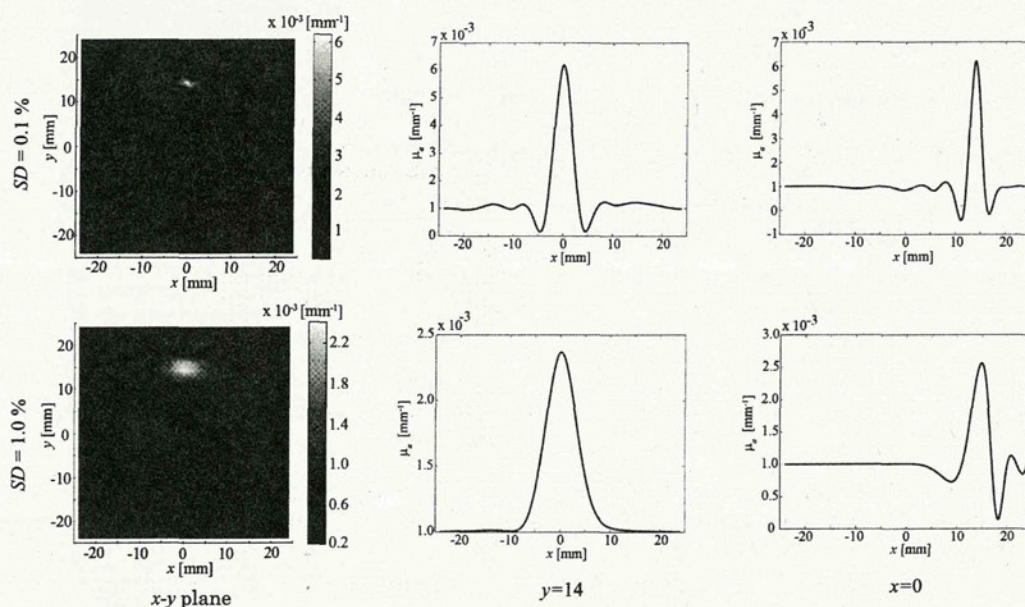 x 10⁻³ [mm⁻¹]
SD = 0.1 %
y [mm]
20
10
0
-10
-20
-20 -10 0 10 20
x [mm]
6
5
4
3
2
1
x 10⁻³
μₐ [mm⁻¹]
7
6
5
4
3
2
1
0
-20 -10 0 10 20
x [mm]
x 10⁻³
μₐ [mm⁻¹]
7
6
5
4
3
2
1
0
-1
-20 -10 0 10 20
x [mm]
x 10⁻³ [mm⁻¹]
SD = 1.0 %
y [mm]
20
10
0
-10
-20
-20 -10 0 10 20
x [mm]
2.2
1.8
1.4
1.0
0.6
0.2
x-y plane
x 10⁻³
μₐ [mm⁻¹]
2.5
2.0
1.5
1.0
-20 -10 0 10 20
x [mm]
y=14
x 10⁻³
μₐ [mm⁻¹]
3.0
2.5
2.0
1.5
1.0
0.5
0
-20 -10 0 10 20
x [mm]
x=0